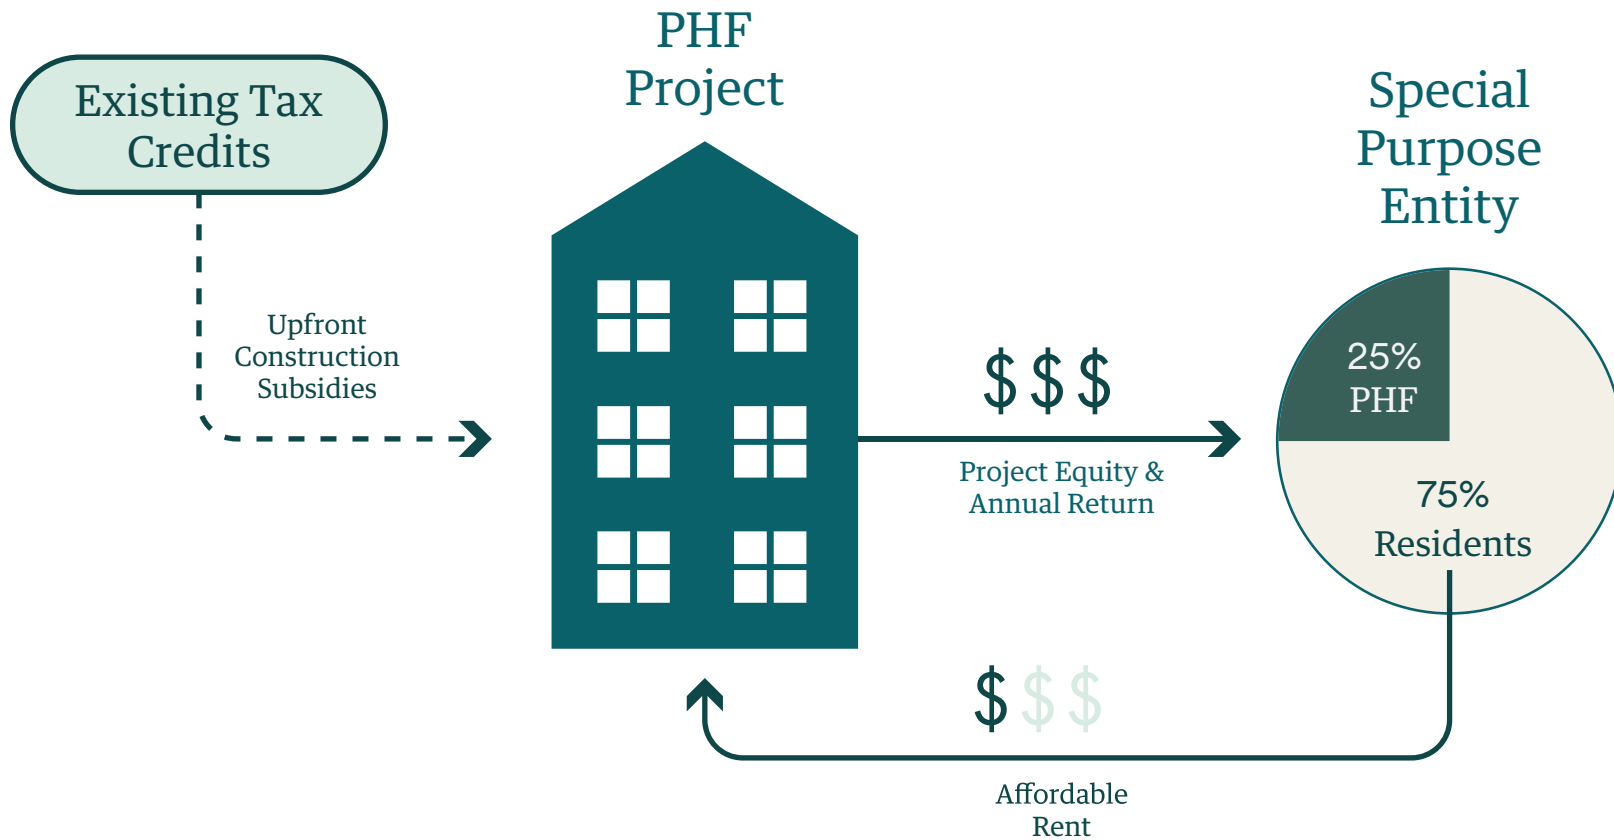 Existing Tax
Credits
Upfront
Construction
Subsidies
PHF
Project
$$$
Project Equity &
Annual Return
Special
Purpose
Entity
25%
PHF
75%
Residents
$$$
Affordable
Rent